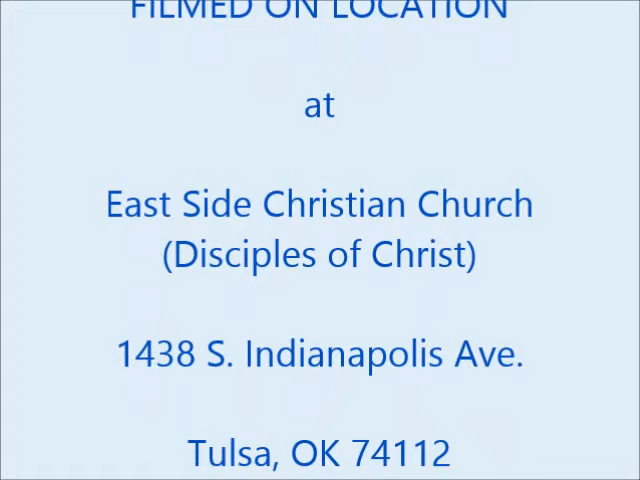 FILMED ON LOCATION
at
East Side Christian Church
(Disciples of Christ)
1438 S. Indianapolis Ave.
Tulsa, OK 74112